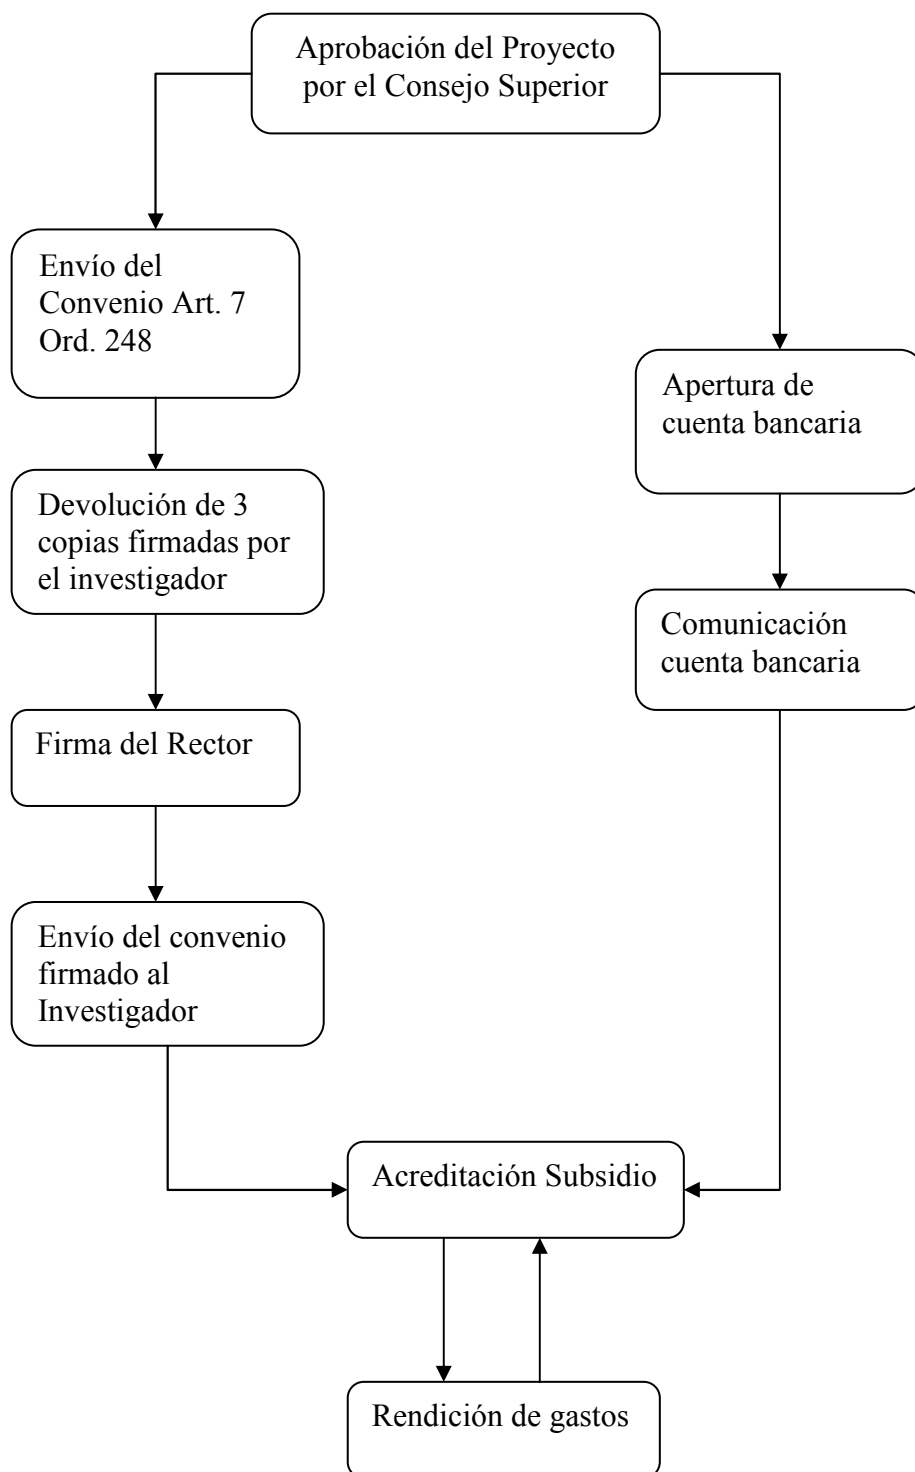 Aprobación del Proyecto
por el Consejo Superior
Envío del
Convenio Art. 7
Ord. 248
Devolución de 3
copias firmadas por
el investigador
Firma del Rector
Envío del convenio
firmado al
Investigador
Apertura de
cuenta bancaria
Comunicación
cuenta bancaria
Acreditación Subsidio
Rendición de gastos